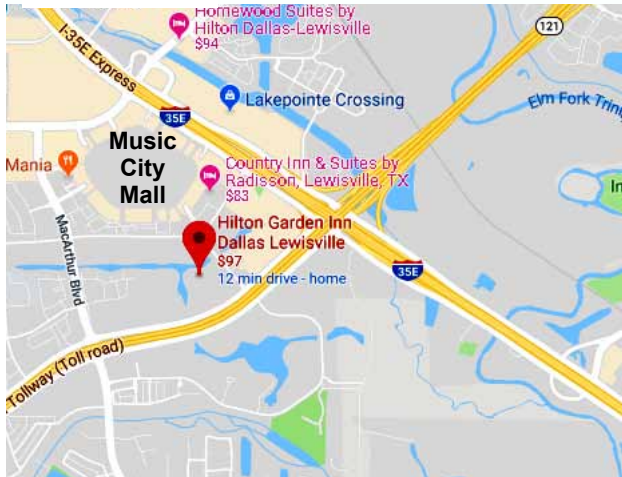 Homewood Suites by
Hilton Dallas-Lewisville
$94
121
I-35E Express
Lakepointe Crossing
Elm Fork Trinity
35E
Music
City
Mall
Mania
Country Inn & Suites by
Radisson, Lewisville, TX
$83
In
MacArthur Blvd
Hilton Garden Inn
Dallas Lewisville
$97
12 min drive - home
35E
Tollway (Toll road)